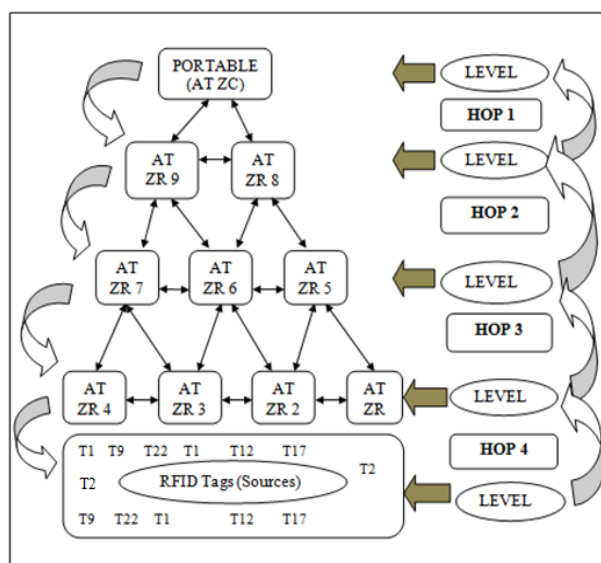 PORTABLE
(AT ZC)
LEVEL
HOP 1
AT
ZR 9
AT
ZR 8
LEVEL
HOP 2
AT
ZR 7
AT
ZR 6
AT
ZR 5
LEVEL
HOP 3
AT
ZR 4
AT
ZR 3
AT
ZR 2
AT
ZR
LEVEL
HOP 4
T1 T9 T22 T1 T12 T17
T2
RFID Tags (Sources)
T2
T9 T22 T1 T12 T17
LEVEL